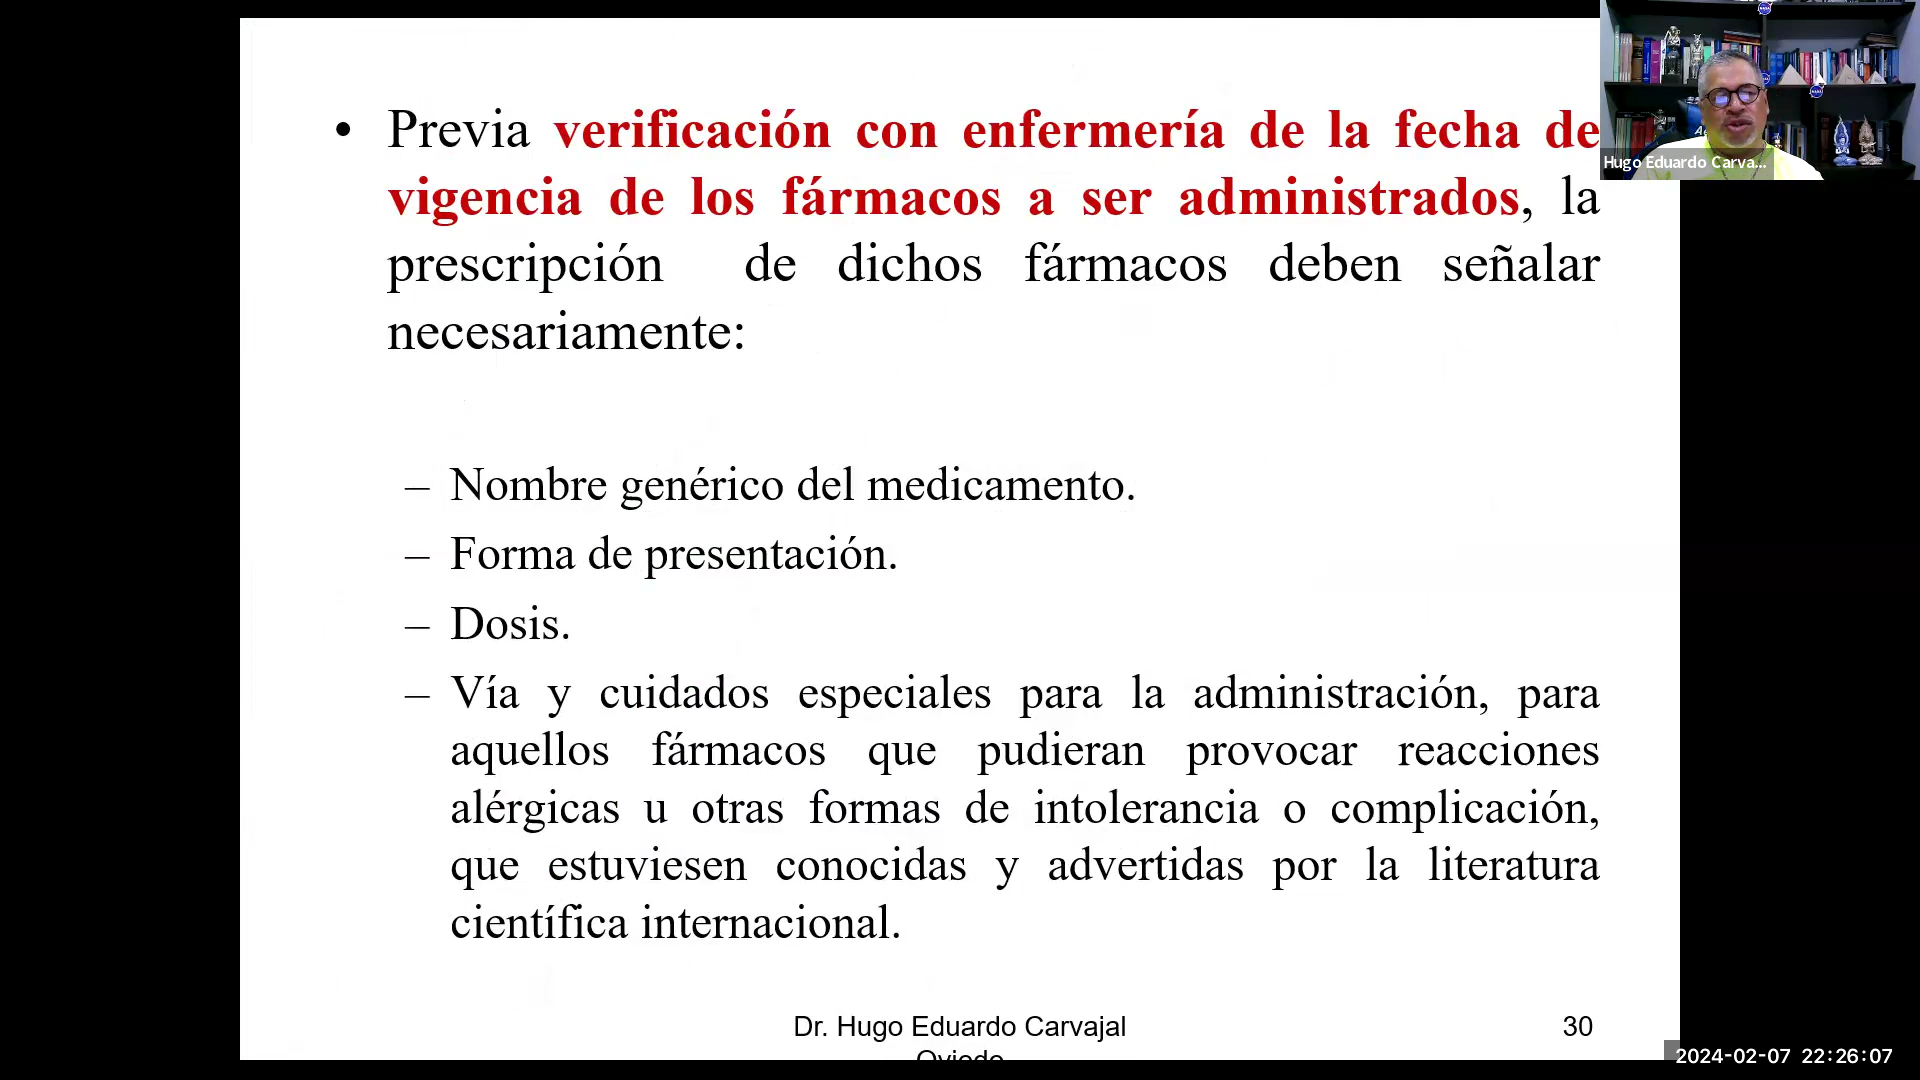 • Previa verificación con enfermería de la fecha de
vigencia de los fármacos a ser administrados, la
prescripción de dichos fármacos deben señalar
necesariamente:
– Nombre genérico del medicamento.
– Forma de presentación.
– Dosis.
– Vía y cuidados especiales para la administración, para
aquellos fármacos que pudieran provocar reacciones
alérgicas u otras formas de intolerancia o complicación,
que estuviesen conocidas y advertidas por la literatura
científica internacional.
Dr. Hugo Eduardo Carvajal
Oviedo
30
Hugo Eduardo Carva...
2024-02-07 22:26:07